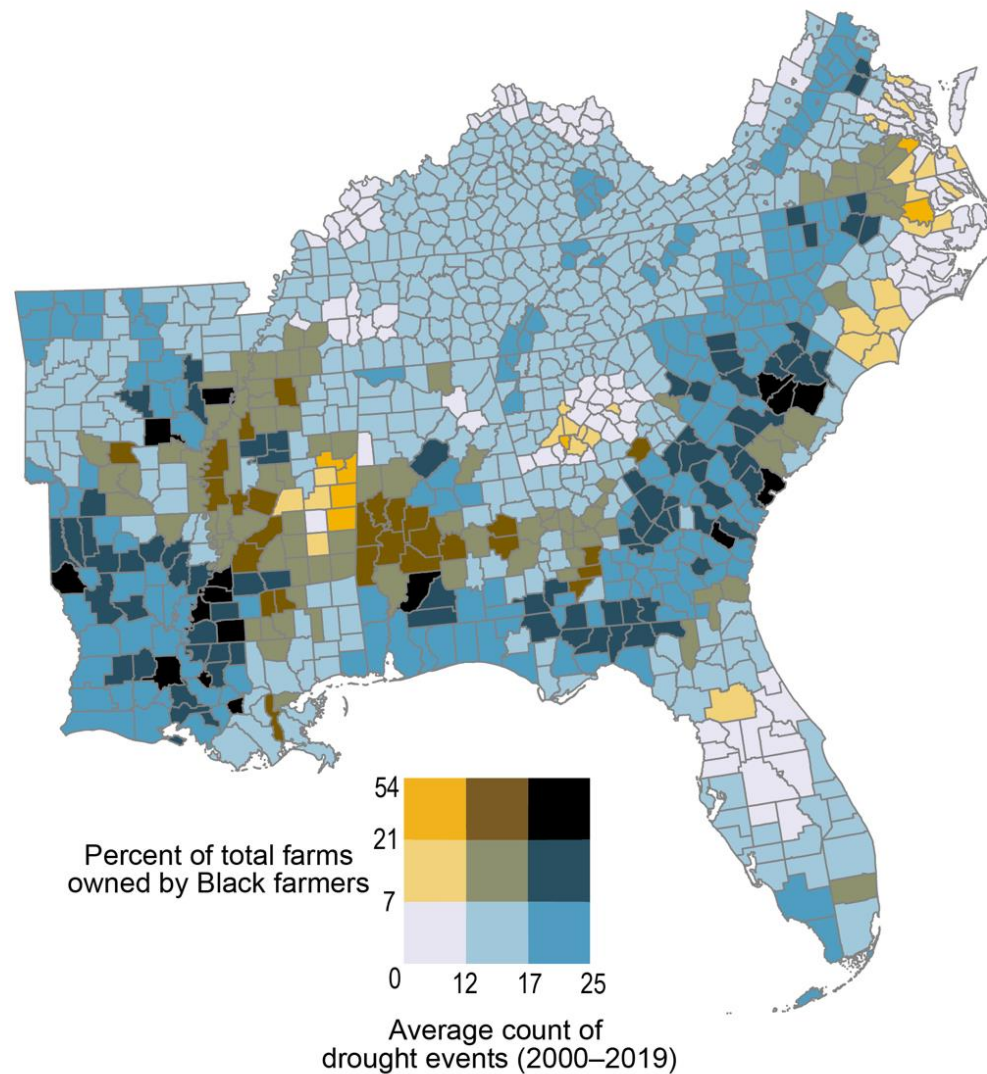 54
21
Percent of total farms
owned by Black farmers
7
0
12
17
25
Average count of
drought events (2000–2019)